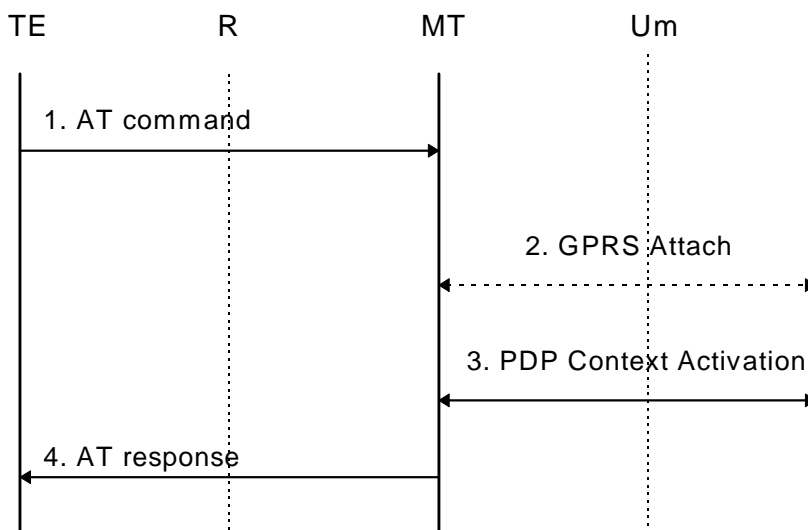 TE R MT Um
1. AT command
2. GPRS Attach
3. PDP Context Activation
4. AT response